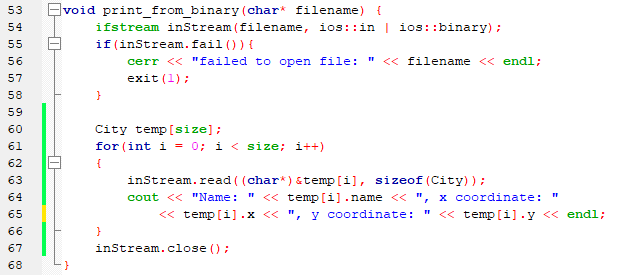 53 void print_from_binary(char* filename) {
54 ifstream inStream(filename, ios::in | ios::binary);
55 if(inStream.fail()){
56 cerr << "failed to open file: " << filename << endl;
57 exit(1);
58 }
59
60 City temp[size];
61 for(int i = 0; i < size; i++)
62 {
63 inStream.read((char*)&temp[i], sizeof(City));
64 cout << "Name: " << temp[i].name << ", x coordinate: "
65 << temp[i].x << ", y coordinate: " << temp[i].y << endl;
66 }
67 inStream.close();
68 }